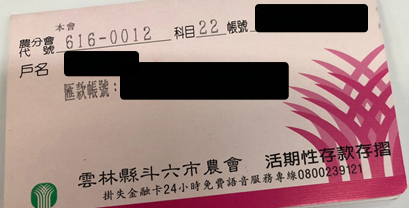 本會
農分會代號 616-0012 科目 22 帳號
戶名
匯款帳號：
雲林縣斗六市農會 活期性存款存摺
掛失金融卡24小時免費語音服務專線0800239121